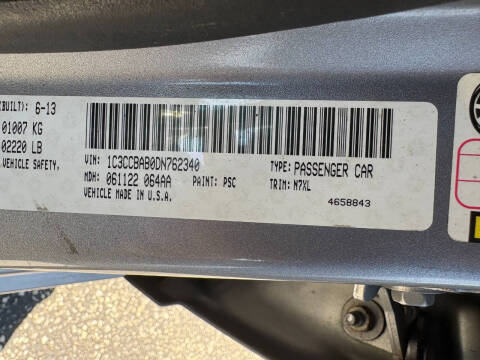 (BUILT): 6-13
01007 KG
02220 LB
VEHICLE SAFETY,
VIN: 1C3CCBAB0DN762340
TYPE: PASSENGER CAR
MDH: 061122 064AA
PAINT: PSC
TRIM: N7XL
VEHICLE MADE IN U.S.A.
4658843